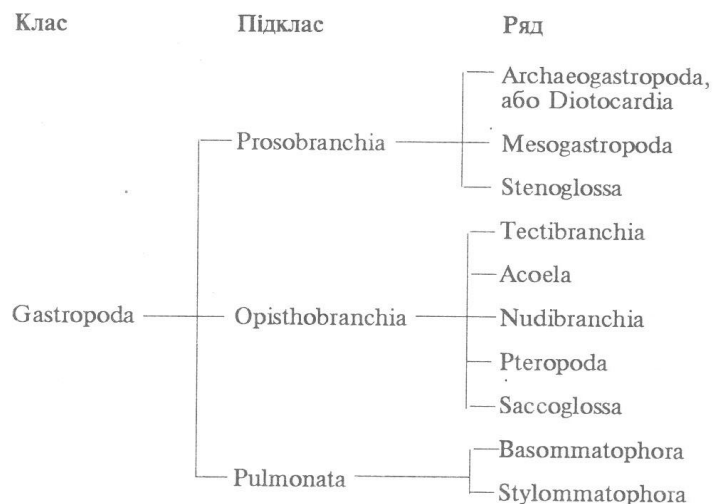 Клас Підклас Ряд
Archaeogastropoda,
або Diotocardia
Prosobranchia Mesogastropoda
Stenoglossa
Tectibranchia
Acoela
Gastropoda Opisthobranchia Nudibranchia
Pteropoda
Saccoglossa
Basommatophora
Pulmonata
Stylommatophora